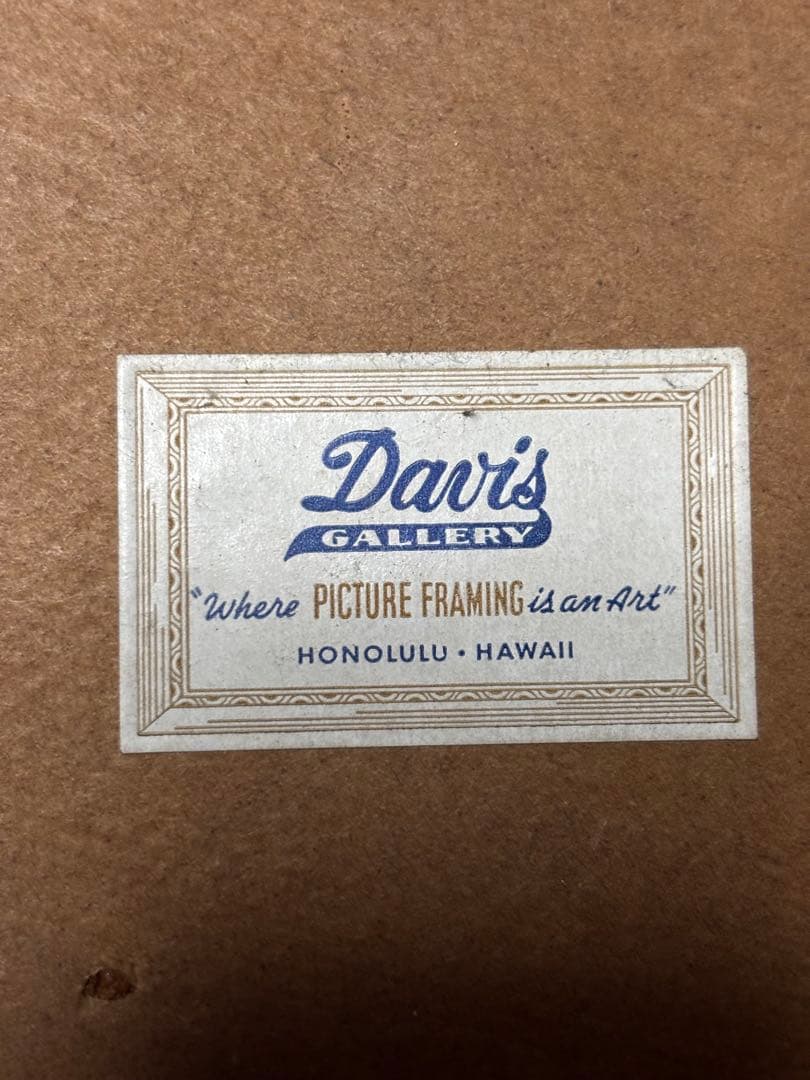 Davis
GALLERY
"Where PICTURE FRAMING is an Art"
HONOLULU • HAWAII